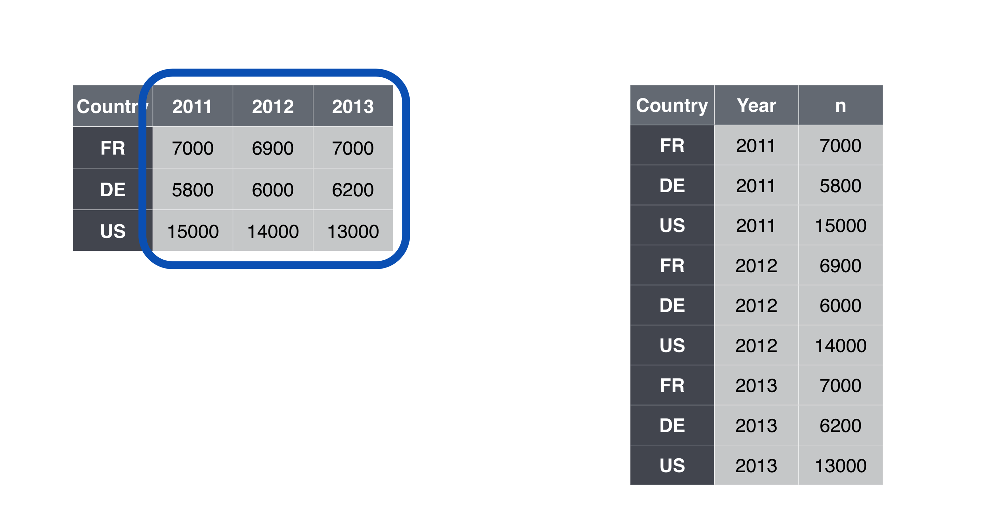 Country 2011 2012 2013
FR 7000 6900 7000
DE 5800 6000 6200
US 15000 14000 13000
Country Year n
FR 2011 7000
DE 2011 5800
US 2011 15000
FR 2012 6900
DE 2012 6000
US 2012 14000
FR 2013 7000
DE 2013 6200
US 2013 13000